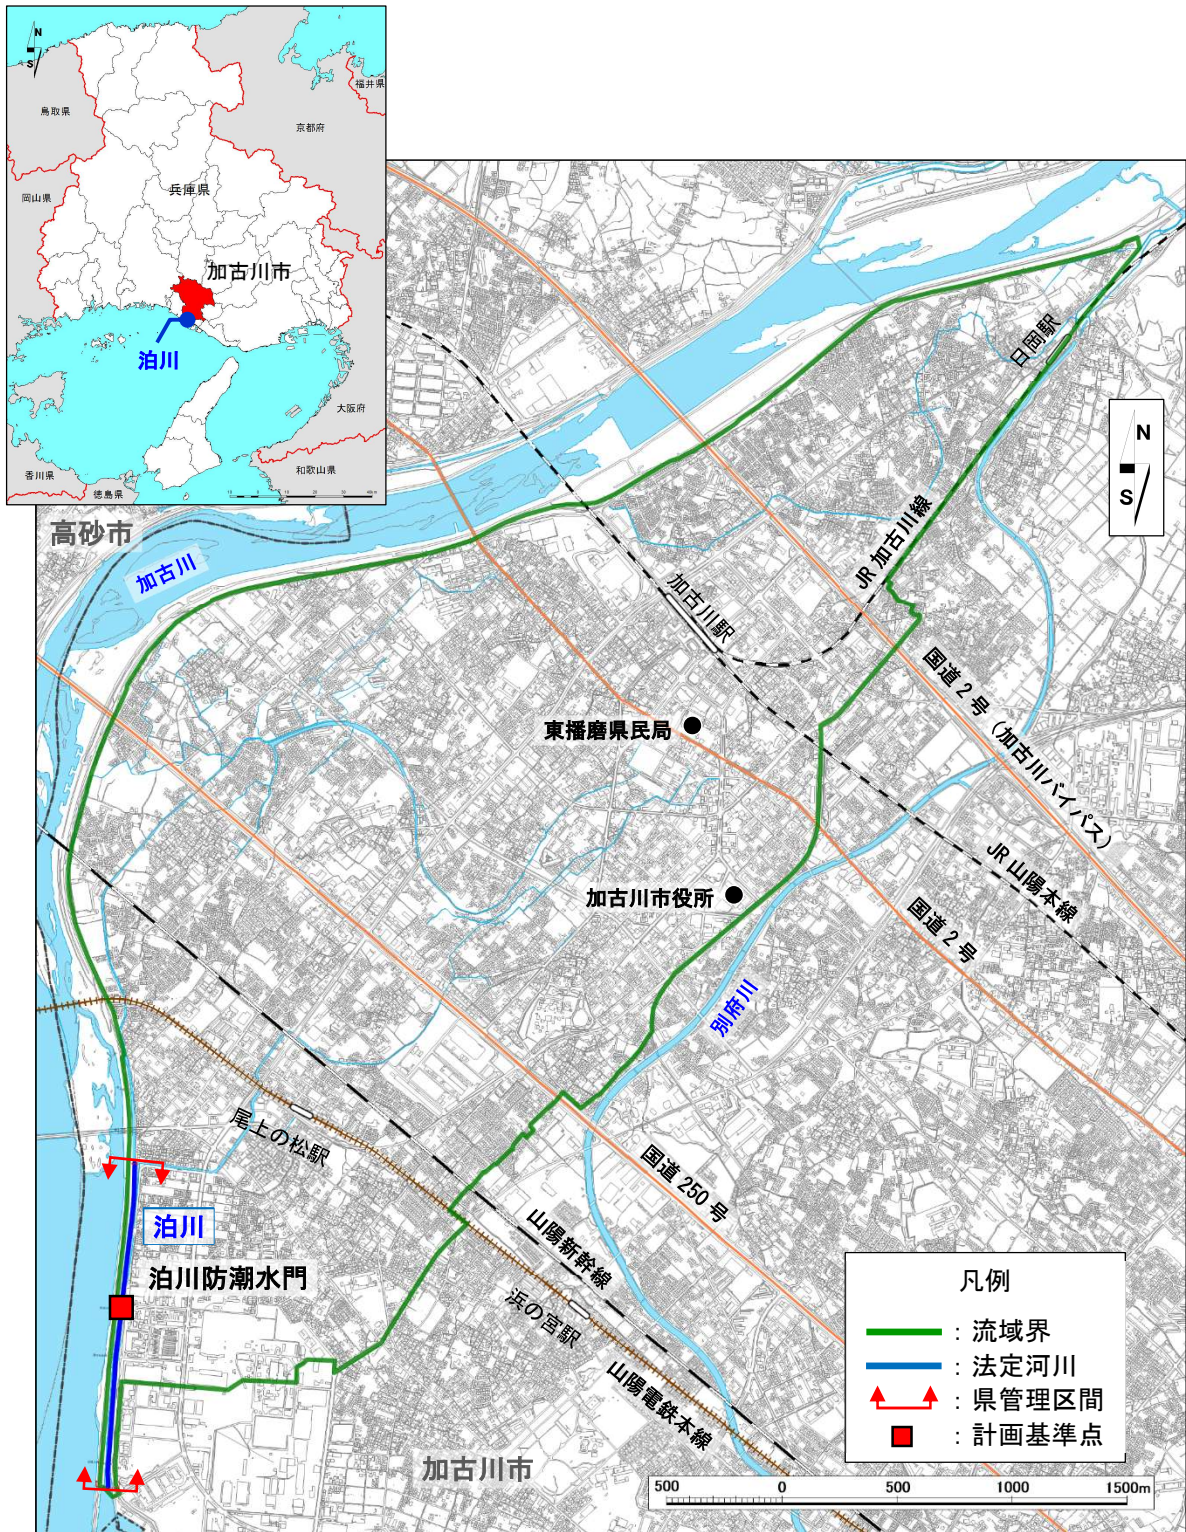 N
S
鳥取県
福井県
京都府
岡山県
兵庫県
加古川市
泊川
大阪府
和歌山県
香川県
徳島県
高砂市
加古川
日岡駅
N
S
JR 加古川線
加古川駅
国道 2 号 (加古川バイパス)
東播磨県民局
JR 山陽本線
加古川市役所
国道 2 号
別府川
尾上の松駅
国道 250 号
泊川
山陽新幹線
泊川防潮水門
浜の宮駅
山陽電鉄本線
加古川市
凡例
: 流域界
: 法定河川
: 県管理区間
: 計画基準点
500 0 500 1000 1500m